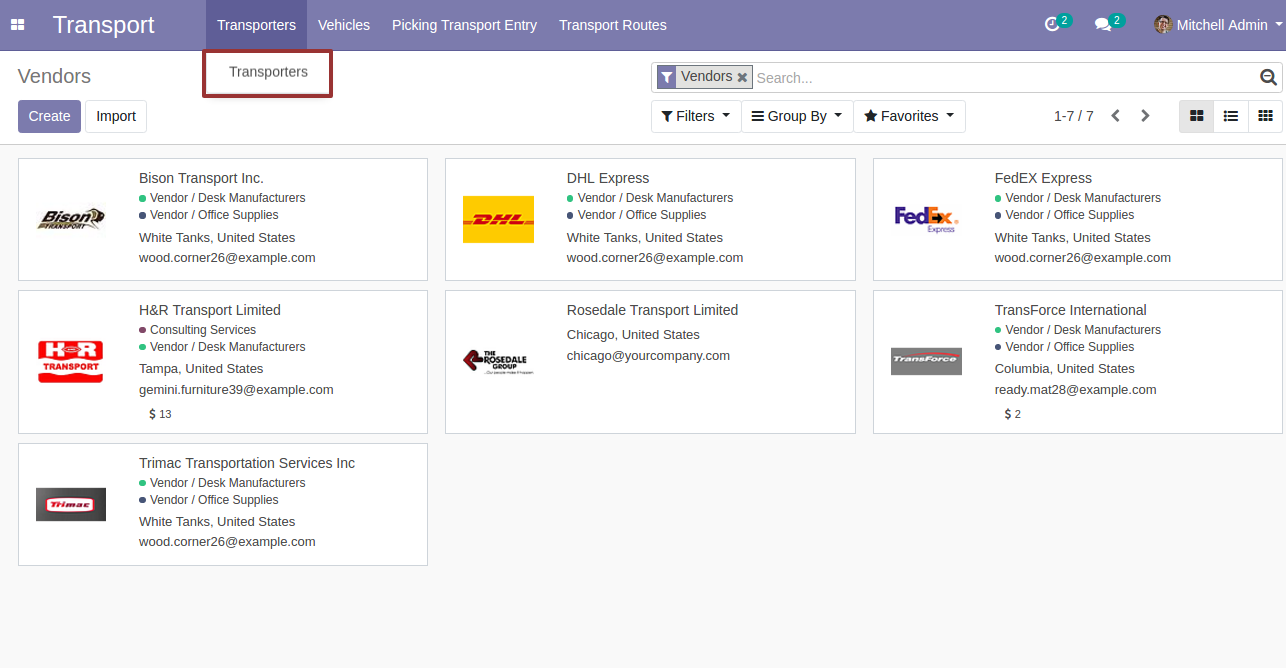 Transport Transporters Vehicles Picking Transport Entry Transport Routes 2 2 Mitchell Admin
Transporters
Vendors
Vendors Search...
Create Import
Filters Group By Favorites 1-7 / 7
Bison Transport Inc.
Vendor / Desk Manufacturers
Vendor / Office Supplies
White Tanks, United States
wood.corner26@example.com
Bison
TRANSPORT
DHL Express
Vendor / Desk Manufacturers
Vendor / Office Supplies
White Tanks, United States
wood.corner26@example.com
DHL
FedEX Express
Vendor / Desk Manufacturers
Vendor / Office Supplies
White Tanks, United States
wood.corner26@example.com
FedEx
Express
H&R Transport Limited
Consulting Services
Vendor / Desk Manufacturers
Tampa, United States
gemini.furniture39@example.com
$ 13
H R
TRANSPORT
Rosedale Transport Limited
Chicago, United States
chicago@yourcompany.com
THE
ROSEDALE
GROUP
...Our people make it happen
TransForce International
Vendor / Desk Manufacturers
Vendor / Office Supplies
Columbia, United States
ready.mat28@example.com
$ 2
TransForce
Trimac Transportation Services Inc
Vendor / Desk Manufacturers
Vendor / Office Supplies
White Tanks, United States
wood.corner26@example.com
Trimac